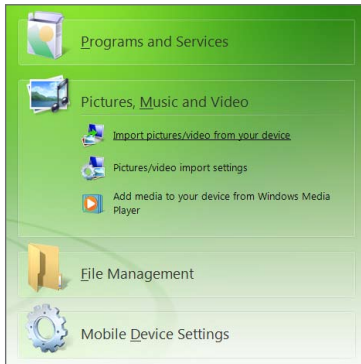 Programs and Services
Pictures, Music and Video
Import pictures/video from your device
Pictures/video import settings
Add media to your device from Windows Media
Player
File Management
Mobile Device Settings